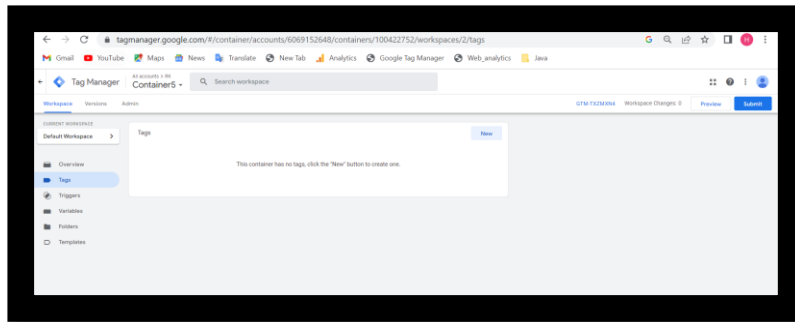 tagmanager.google.com/#/container/accounts/6069152648/containers/100422752/workspaces/2/tags
Gmail YouTube Maps News Translate New Tab Analytics Google Tag Manager Web_analytics Java
Tag Manager
All accounts > 
Container5
Search workspace
Workspace Versions Admin
GTM-TXZMXN4 Workspace Changes: 0 Preview Submit
CURRENT WORKSPACE
Default Workspace
Tags New
This container has no tags, click the "New" button to create one.
Overview
Tags
Triggers
Variables
Folders
Templates